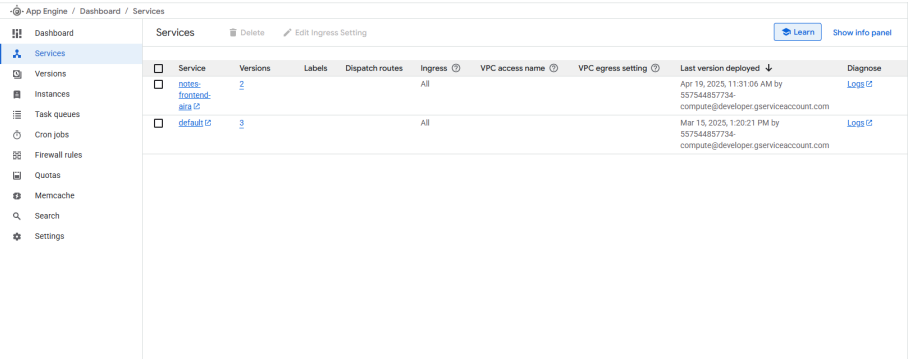 App Engine / Dashboard / Services
Dashboard
Services
Versions
Instances
Task queues
Cron jobs
Firewall rules
Quotas
Memcache
Search
Settings
Services Delete Edit Ingress Setting Learn Show info panel
Service Versions Labels Dispatch routes Ingress VPC access name VPC egress setting Last version deployed Diagnose
notes-frontend-aira 2 All Apr 19, 2025, 11:31:06 AM by 557544857734-compute@developer.gserviceaccount.com Logs
default 3 All Mar 15, 2025, 1:20:21 PM by 557544857734-compute@developer.gserviceaccount.com Logs